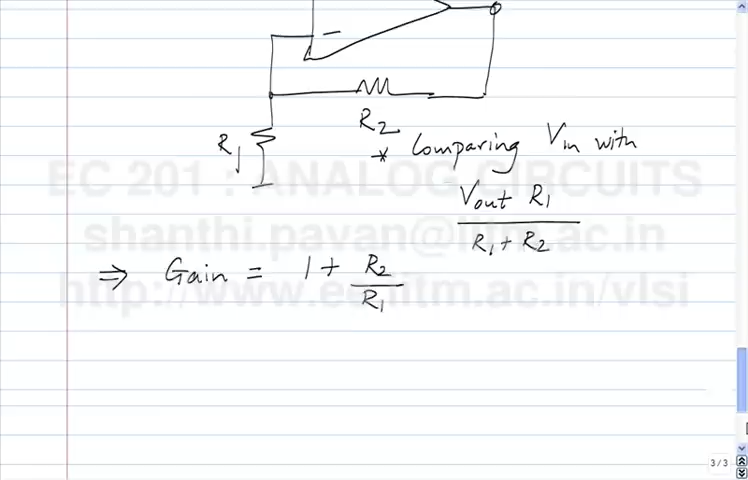 −
R2
R1
* Comparing Vin with
Vout R1
R1 + R2
⇒ Gain = 1 + R2
R1
EC 201 : ANALOG CIRCUITS
shanthi.pavan@iitm.ac.in
http://www.ee.iitm.ac.in/vlsi
3/3